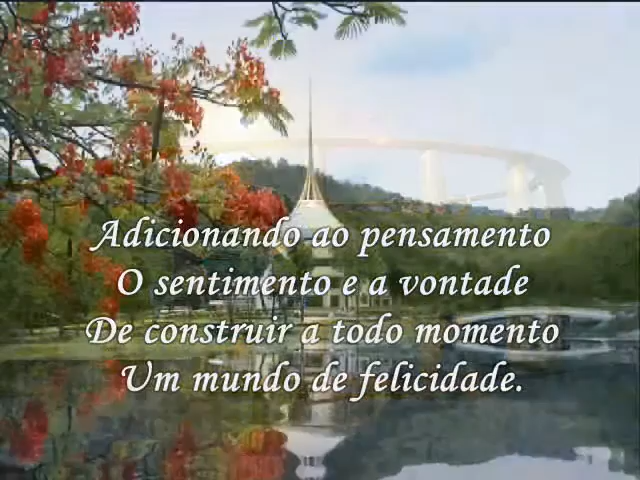 Adicionando ao pensamento
O sentimento e a vontade
De construir a todo momento
Um mundo de felicidade.